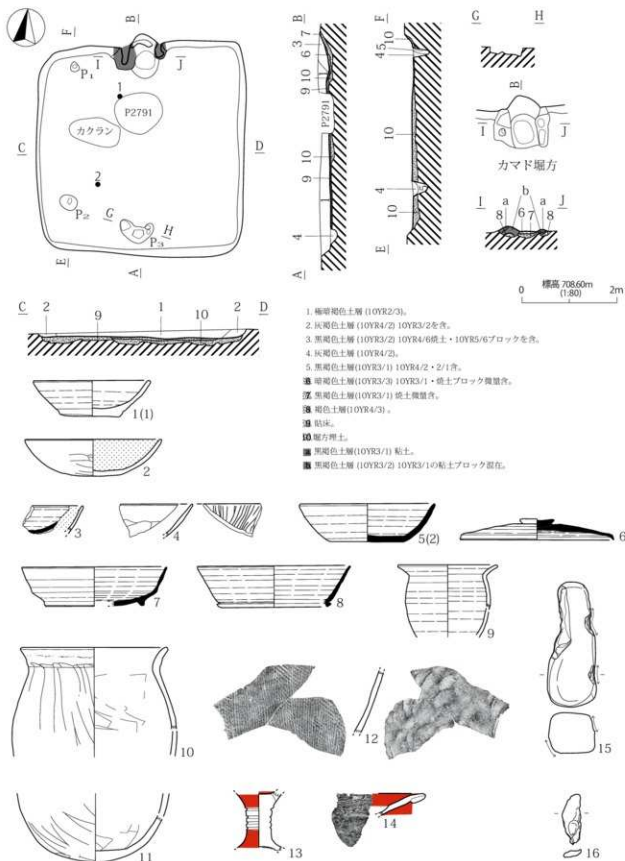 F
B
I
J
P1
1
P2791
カクラン
C
D
2
P2
G
P3
H
E
A
B
7
3
6
10
9
P2791
10
9
4
A
F
10
45
10
4
10
E
G
H
B
I
J
カマド堀方
I
b
J
8 a 6 7 a 8
標高 708.60m
(1:80)
0
2m
C
2
9
1
10
2
D
1. 極暗褐色土層 (10YR2/3)。
2. 灰褐色土層 (10YR4/2) 10YR3/2を含。
3. 黒褐色土層 (10YR3/2) 10YR4/6焼土・10YR5/6ブロックを含。
4. 灰褐色土層 (10YR4/2)。
5. 黒褐色土層(10YR3/1) 10YR4/2・2/1含。
6 暗褐色土層(10YR3/3) 10YR3/1・焼土ブロック微量含。
7 黒褐色土層(10YR3/1) 焼土微量含。
8 褐色土層(10YR4/3) 。
9 貼床。
10 堀方埋土。
a 黒褐色土層(10YR3/1) 粘土。
b 黒褐色土層 (10YR3/2) 10YR3/1の粘土ブロック混在。
1(1)
2
3
4
5(2)
6
7
8
9
10
11
12
13
14
15
16